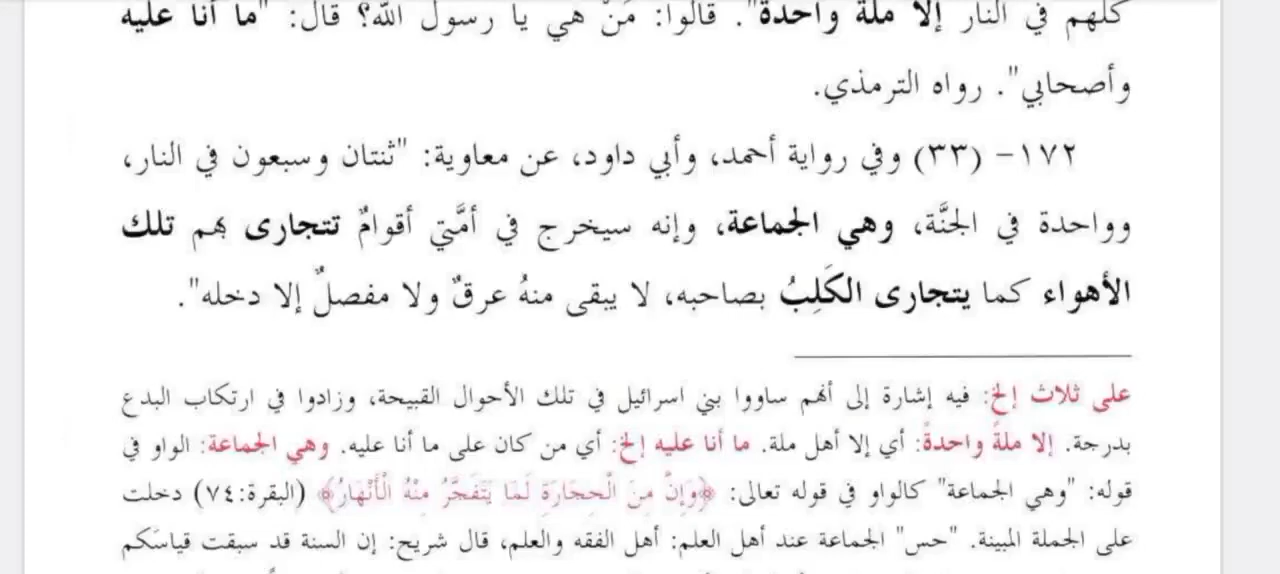 كلهم في النار إلا ملة واحدة". قالوا: مَنْ هي يا رسول الله؟ قال: "ما أنا عليه
وأصحابي". رواه الترمذي.
١٧٢- (٣٣) وفي رواية أحمد، وأبي داود، عن معاوية: "ثنتان وسبعون في النار،
وواحدة في الجنَّة، وهي الجماعة، وإنه سيخرج في أمَّتي أقوامٌ تتجارى بهم تلك
الأهواء كما يتجارى الكَلِبُ بصاحبه، لا يبقى منهُ عرقٌ ولا مفصلٌ إلا دخله".
على ثلاث إلخ: فيه إشارة إلى أنهم ساووا بني اسرائيل في تلك الأحوال القبيحة، وزادوا في ارتكاب البدع
بدرجة. إلا ملةً واحدةً: أي إلا أهل ملة. ما أنا عليه إلخ: أي من كان على ما أنا عليه. وهي الجماعة: الواو في
قوله: "وهي الجماعة" كالواو في قوله تعالى: ﴿وَإِنَّ مِنَ الْحِجَارَةِ لَمَا يَتَفَجَّرُ مِنْهُ الْأَنْهَارُ﴾ (البقرة:٧٤) دخلت
على الجملة المبينة. "حس" الجماعة عند أهل العلم: أهل الفقه والعلم، قال شريح: إن السنة قد سبقت قياسَكم